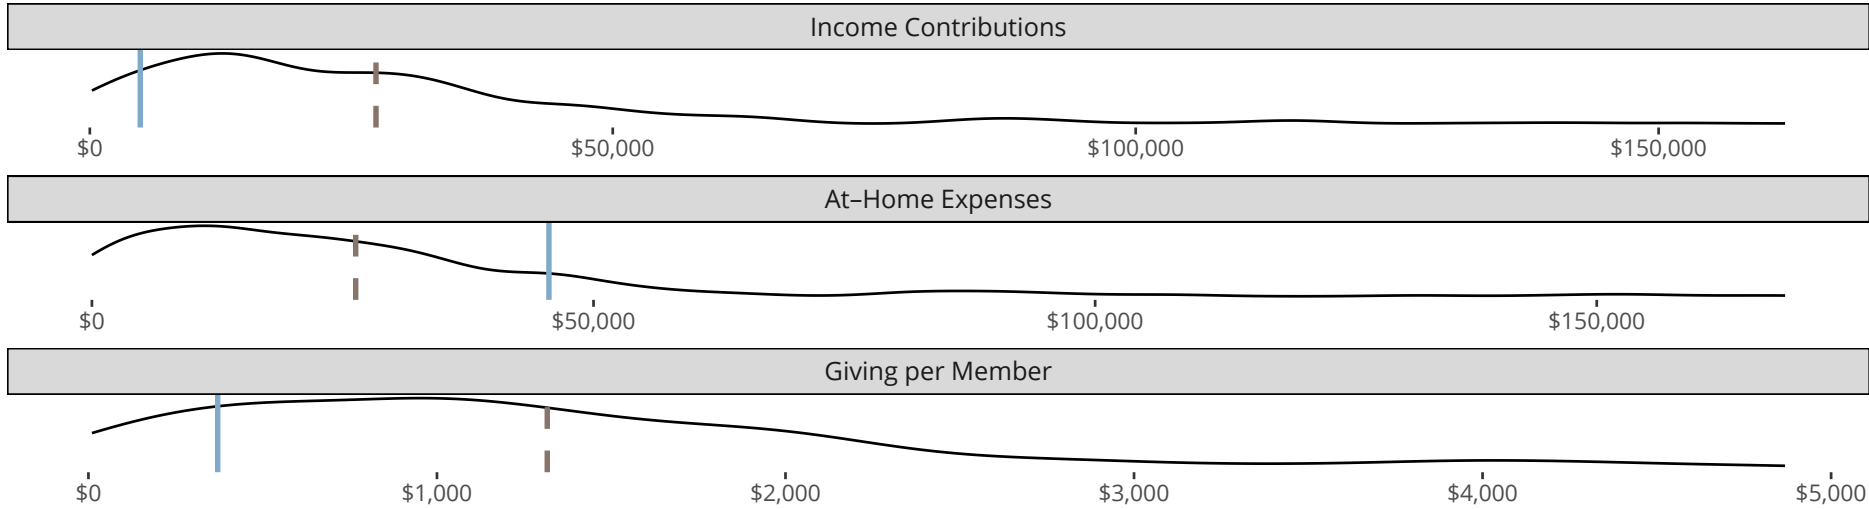 Income Contributions
$0 $50,000 $100,000 $150,000
At–Home Expenses
$0 $50,000 $100,000 $150,000
Giving per Member
$0 $1,000 $2,000 $3,000 $4,000 $5,000